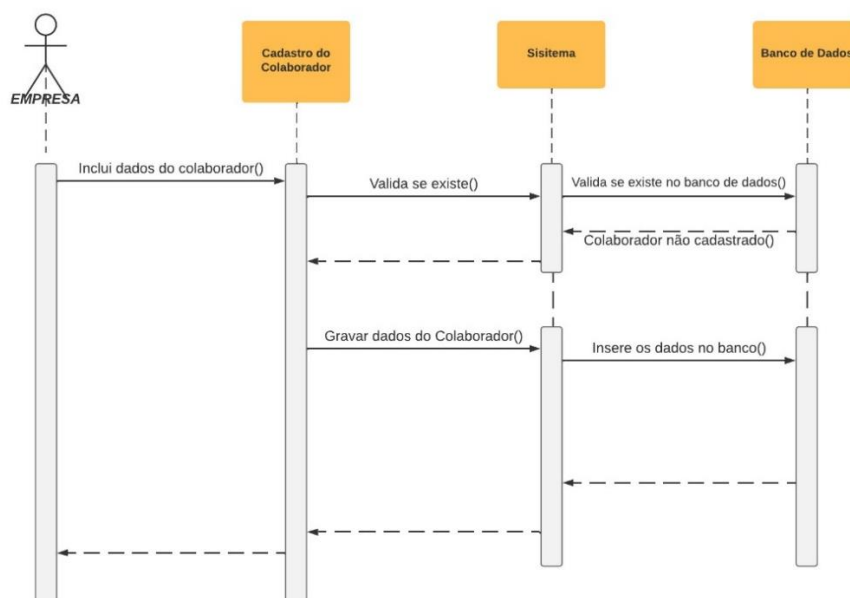 Cadastro do
Colaborador
Sisitema
Banco de Dados
EMPRESA
Inclui dados do colaborador()
Valida se existe()
Valida se existe no banco de dados()
Colaborador não cadastrado()
Gravar dados do Colaborador()
Insere os dados no banco()